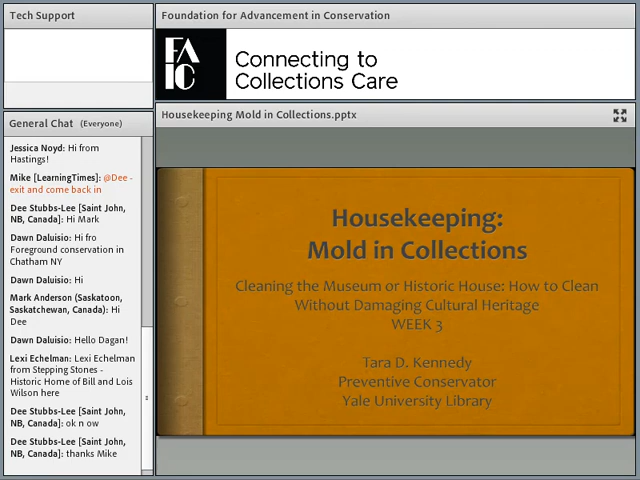 Tech Support
Foundation for Advancement in Conservation
FAIC
Connecting to
Collections Care
General Chat (Everyone)
Jessica Noyd: Hi from
Hastings!
Mike [LearningTimes]: @Dee -
exit and come back in
Dee Stubbs-Lee [Saint John,
NB, Canada]: Hi Mark
Dawn Daluisio: Hi fro
Foreground conservation in
Chatham NY
Dawn Daluisio: Hi
Mark Anderson (Saskatoon,
Saskatchewan, Canada): Hi
Dee
Dawn Daluisio: Hello Dagan!
Lexi Echelman: Lexi Echelman
from Stepping Stones -
Historic Home of Bill and Lois
Wilson here
Dee Stubbs-Lee [Saint John,
NB, Canada]: ok n ow
Dee Stubbs-Lee [Saint John,
NB, Canada]: thanks Mike
Housekeeping Mold in Collections.pptx
Housekeeping:
Mold in Collections
Cleaning the Museum or Historic House: How to Clean
Without Damaging Cultural Heritage
WEEK 3
Tara D. Kennedy
Preventive Conservator
Yale University Library